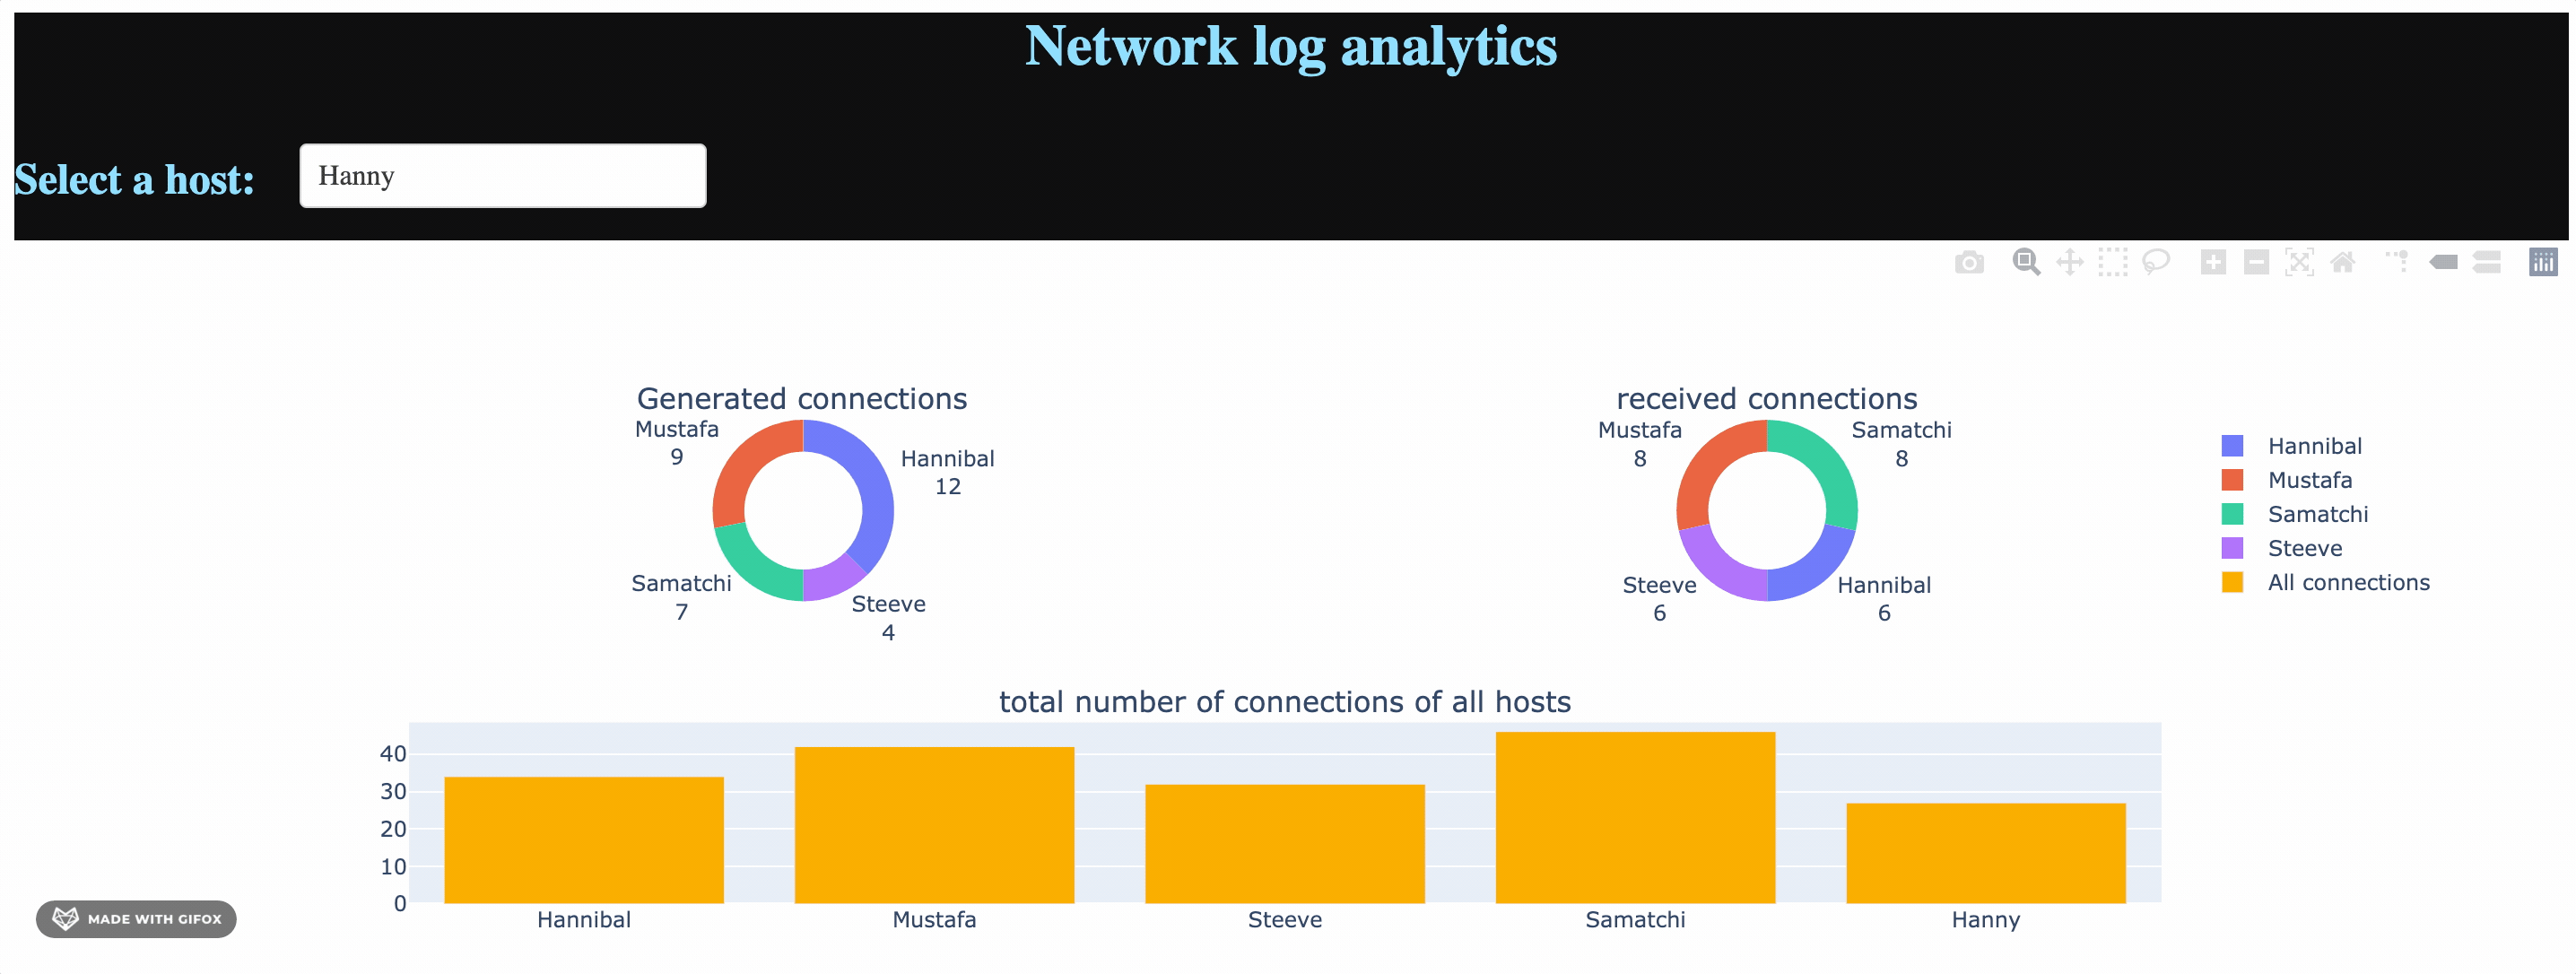 Network log analytics
Select a host:
Hanny
Generated connections
Mustafa
9
Hannibal
12
Samatchi
7
Steeve
4
received connections
Mustafa
8
Samatchi
8
Steeve
6
Hannibal
6
Hannibal
Mustafa
Samatchi
Steeve
All connections
total number of connections of all hosts
40
30
20
10
0
Hannibal
Mustafa
Steeve
Samatchi
Hanny
MADE WITH GIFOX